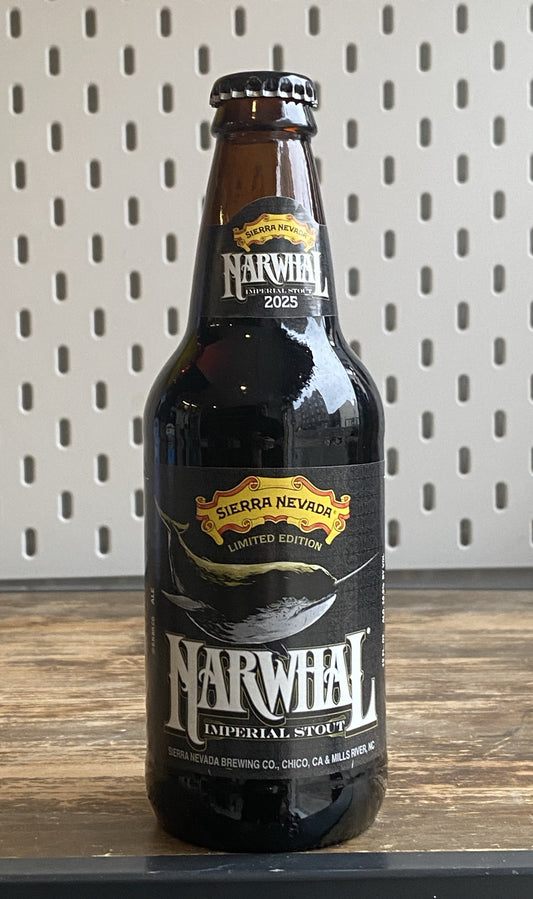 SIERRA NEVADA
NARWHAL
IMPERIAL STOUT
2025
SIERRA NEVADA®
LIMITED EDITION
NARWHAL®
IMPERIAL STOUT
SIERRA NEVADA BREWING CO., CHICO, CA & MILLS RIVER, NC